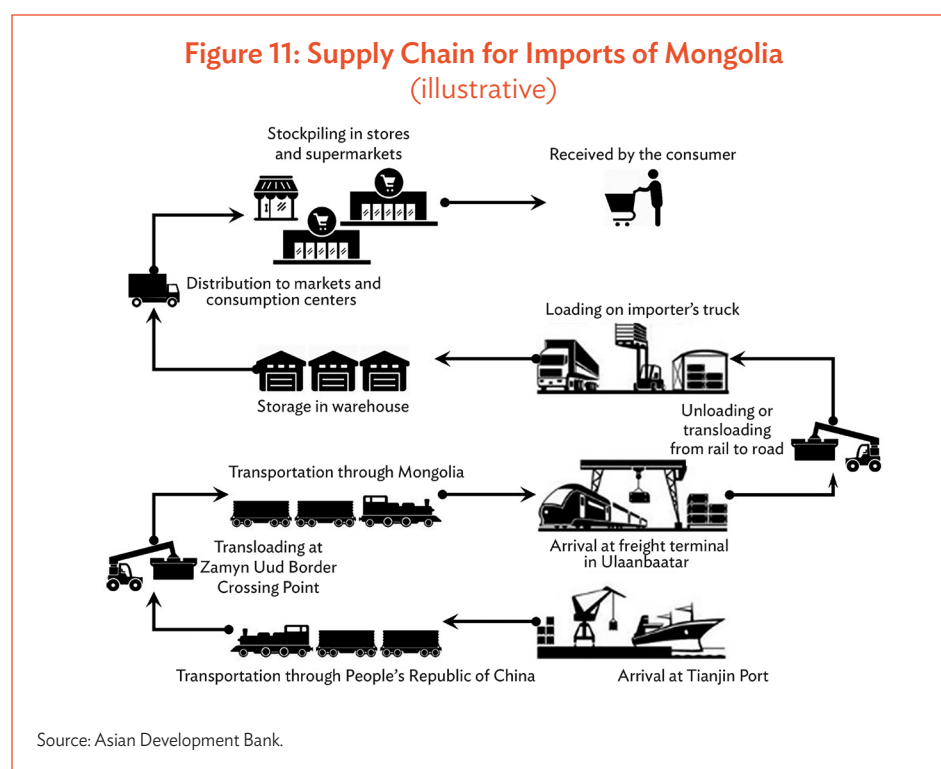 Figure 11: Supply Chain for Imports of Mongolia
(illustrative)
Stockpiling in stores
and supermarkets
Received by the consumer
Distribution to markets and
consumption centers
Loading on importer's truck
Storage in warehouse
Unloading or
transloading
from rail to road
Transportation through Mongolia
Transloading at
Zamyn Uud Border
Crossing Point
Arrival at freight terminal
in Ulaanbaatar
Transportation through People's Republic of China
Arrival at Tianjin Port
Source: Asian Development Bank.